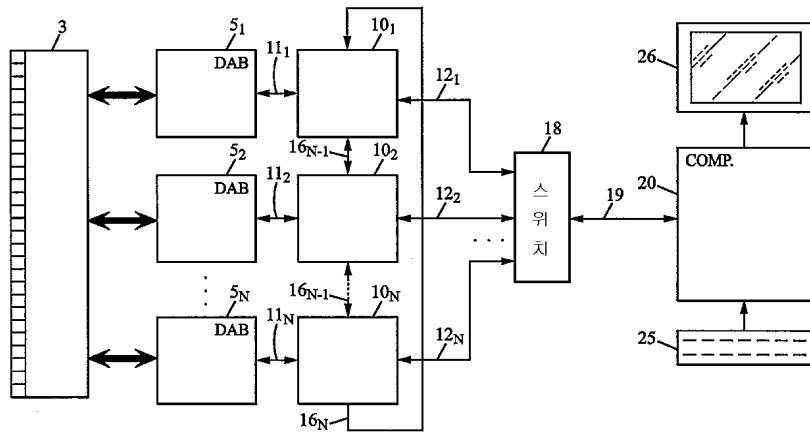 3
5₁
DAB
11₁
10₁
12₁
16N-1
5₂
DAB
11₂
10₂
12₂
16N-1
5N
DAB
11N
10N
12N
16N
18
스위치
19
26
20
COMP.
25